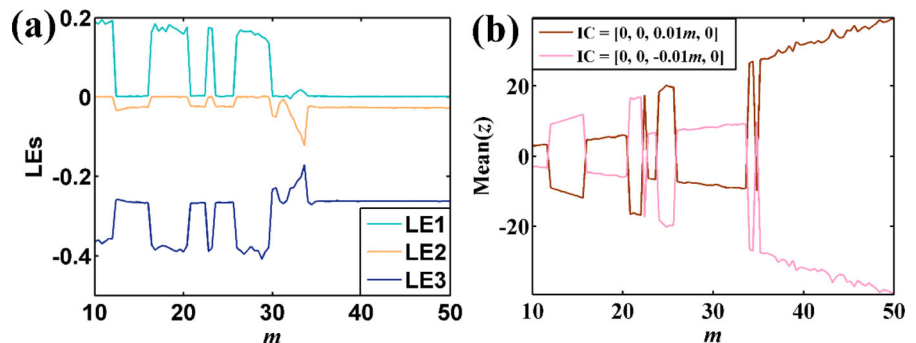 (a)
0.2
0
-0.2
-0.4
LEs
LE1
LE2
LE3
10 20 30 40 50
m
(b)
IC = [0, 0, 0.01m, 0]
IC = [0, 0, -0.01m, 0]
20
0
-20
Mean(z)
10 20 30 40 50
m